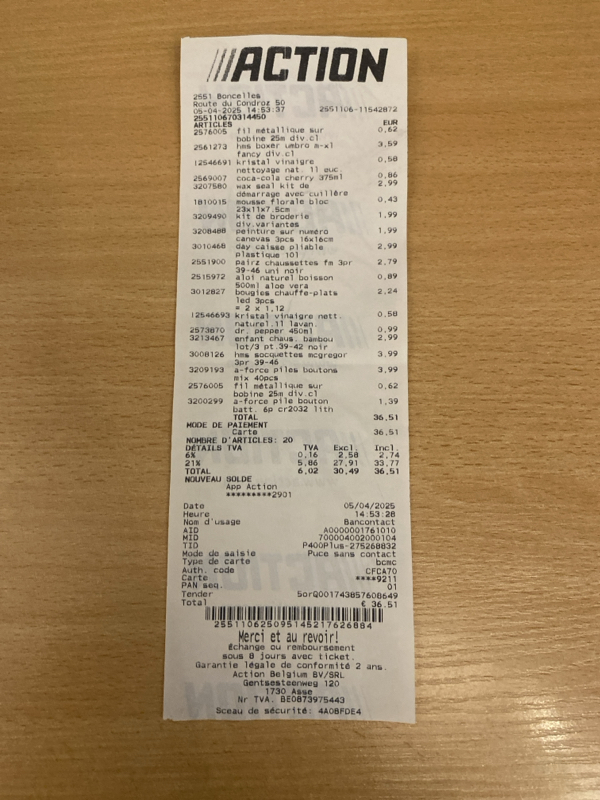 ACTION
2551 Boncelles
Route du Condroz 50
05-04-2025 14:53:37 2551106-11542872
255110670314450
ARTICLES EUR
2576005 fil métallique sur 0,62
bobine 25m div.cl
2561273 hms boxer umbro m-xl 3,59
fancy div.cl
12546691 kristal vinaigre 0,58
nettoyage nat. 1l euc.
2569007 coca-cola cherry 375ml 0,86
3207580 wax seal kit de 2,99
démarrage avec cuillère
1810015 mousse florale bloc 0,43
23x11x7.5cm
3209490 kit de broderie 1,99
div.variantes
3208488 peinture sur numéro 1,99
canevas 3pcs 16x16cm
3010468 day caisse pliable 2,99
plastique 10l
2551900 pairz chaussettes fm 3pr 2,79
39-46 uni noir
2515972 aloi naturel boisson 0,89
500ml aloe vera
3012827 bougies chauffe-plats 2,24
led 3pcs
= 2 x 1,12
12546693 kristal vinaigre nett. 0,58
naturel.1l lavan.
2573870 dr. pepper 450ml 0,99
3213467 enfant chaus. bambou 2,99
lot/3 pt.39-42 noir
3008126 hms socquettes mcgregor 3,99
3pr 39-46
3209193 a-force piles boutons 3,99
mix 40pcs
2576005 fil métallique sur 0,62
bobine 25m div.cl
3200299 a-force pile bouton 1,39
batt. 6p cr2032 lith
TOTAL 36,51
MODE DE PAIEMENT
Carte 36,51
NOMBRE D'ARTICLES: 20
DÉTAILS TVA TVA Excl. Incl.
6% 0,16 2,58 2,74
21% 5,86 27,91 33,77
TOTAL 6,02 30,49 36,51
NOUVEAU SOLDE
App Action
*********2901
Date 05/04/2025
Heure 14:53:28
Nom d'usage Bancontact
AID A0000001761010
MID 700004002000104
TID P400Plus-275268832
Mode de saisie Puce sans contact
Type de carte bcmc
Auth. code CFCA70
Carte ****9211
PAN seq. 01
Tender SorQ001743857608649
Total € 36.51
255110625095145217626884
Merci et au revoir!
Échange ou remboursement
sous 8 jours avec ticket.
Garantie légale de conformité 2 ans.
Action Belgium BV/SRL
Gentsesteenweg 120
1730 Asse
Nr TVA. BE0873975443
Sceau de sécurité: 4A08FDE4